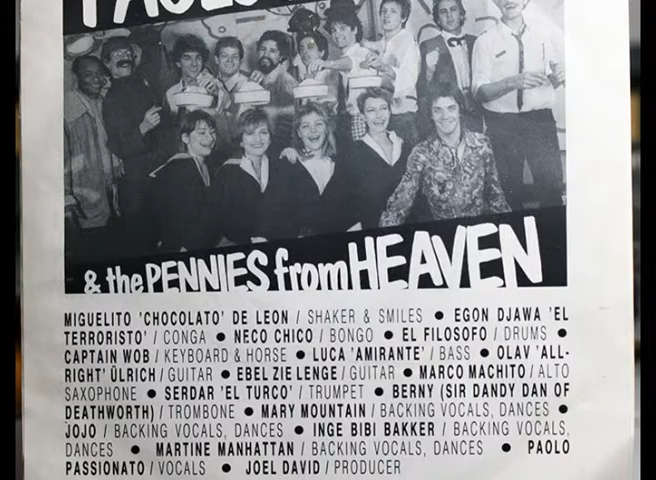 & the PENNIES from HEAVEN
MIGUELITO 'CHOCOLATO' DE LEON / SHAKER & SMILES ● EGON DJAWA 'EL
TERRORISTO' / CONGA ● NECO CHICO / BONGO ● EL FILOSOFO / DRUMS ●
CAPTAIN WOB / KEYBOARD & HORSE ● LUCA 'AMIRANTE' / BASS ● OLAV 'ALL-
RIGHT' ÜLRICH / GUITAR ● EBEL ZIE LENGE / GUITAR ● MARCO MACHITO / ALTO
SAXOPHONE ● SERDAR 'EL TURCO' / TRUMPET ● BERNY (SIR DANDY DAN OF
DEATHWORTH) / TROMBONE ● MARY MOUNTAIN / BACKING VOCALS, DANCES ●
JOJO / BACKING VOCALS, DANCES ● INGE BIBI BAKKER / BACKING VOCALS,
DANCES ● MARTINE MANHATTAN / BACKING VOCALS, DANCES ● PAOLO
PASSIONATO / VOCALS ● JOEL DAVID / PRODUCER